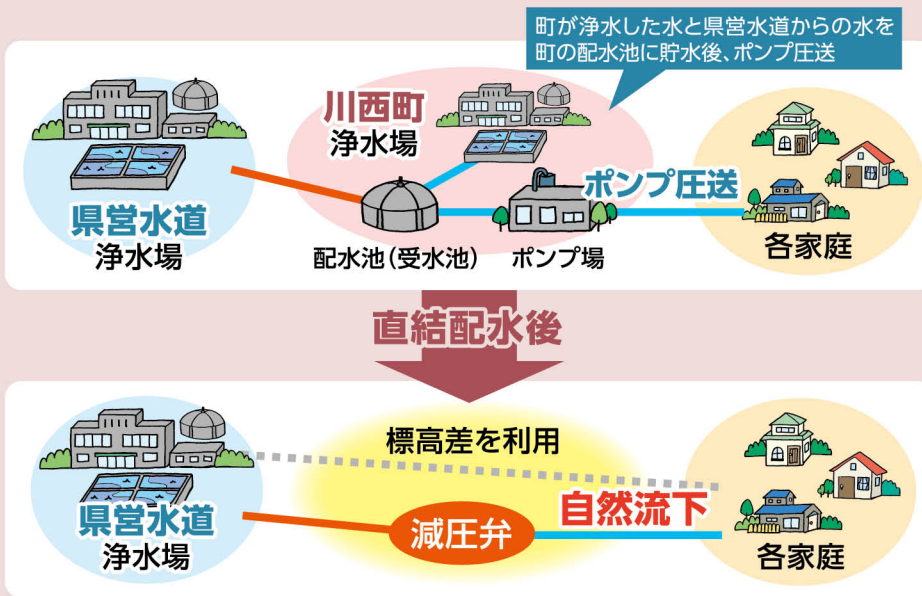 町が浄水した水と県営水道からの水を
町の配水池に貯水後、ポンプ圧送
川西町
浄水場
県営水道
浄水場
配水池(受水池)
ポンプ場
ポンプ圧送
各家庭
直結配水後
標高差を利用
県営水道
浄水場
減圧弁
自然流下
各家庭